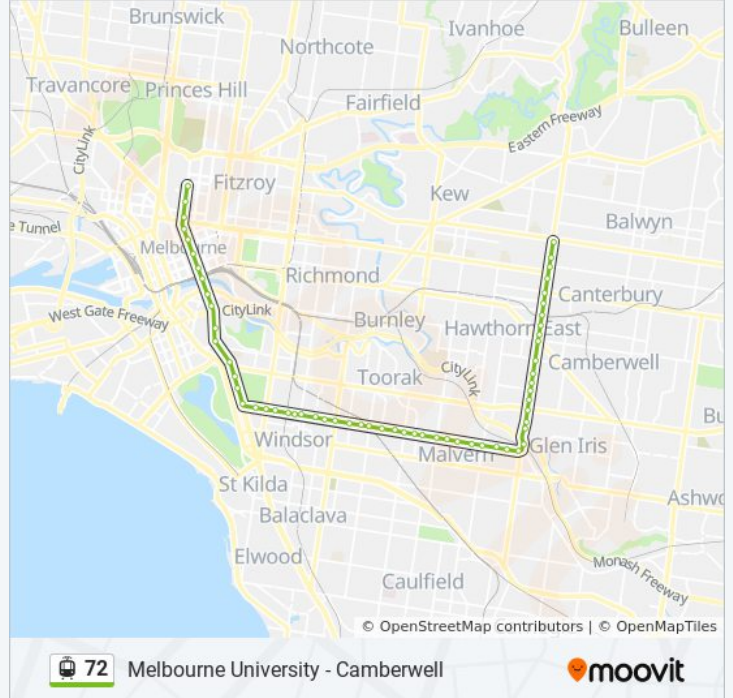 Brunswick
Ivanhoe
Bulleen
Northcote
Travancore
Princes Hill
Fairfield
Eastern Freeway
CityLink
Fitzroy
Kew
Balwyn
e Tunnel
Melbourne
Richmond
Canterbury
CityLink
West Gate Freeway
Burnley
Hawthorn East
Camberwell
Toorak
CityLink
Bu
Windsor
Malvern
Glen Iris
St Kilda
Ashwo
Balaclava
Elwood
Monash Freeway
Caulfield
© OpenStreetMap contributors | © OpenMapTiles
72 Melbourne University - Camberwell
moovit